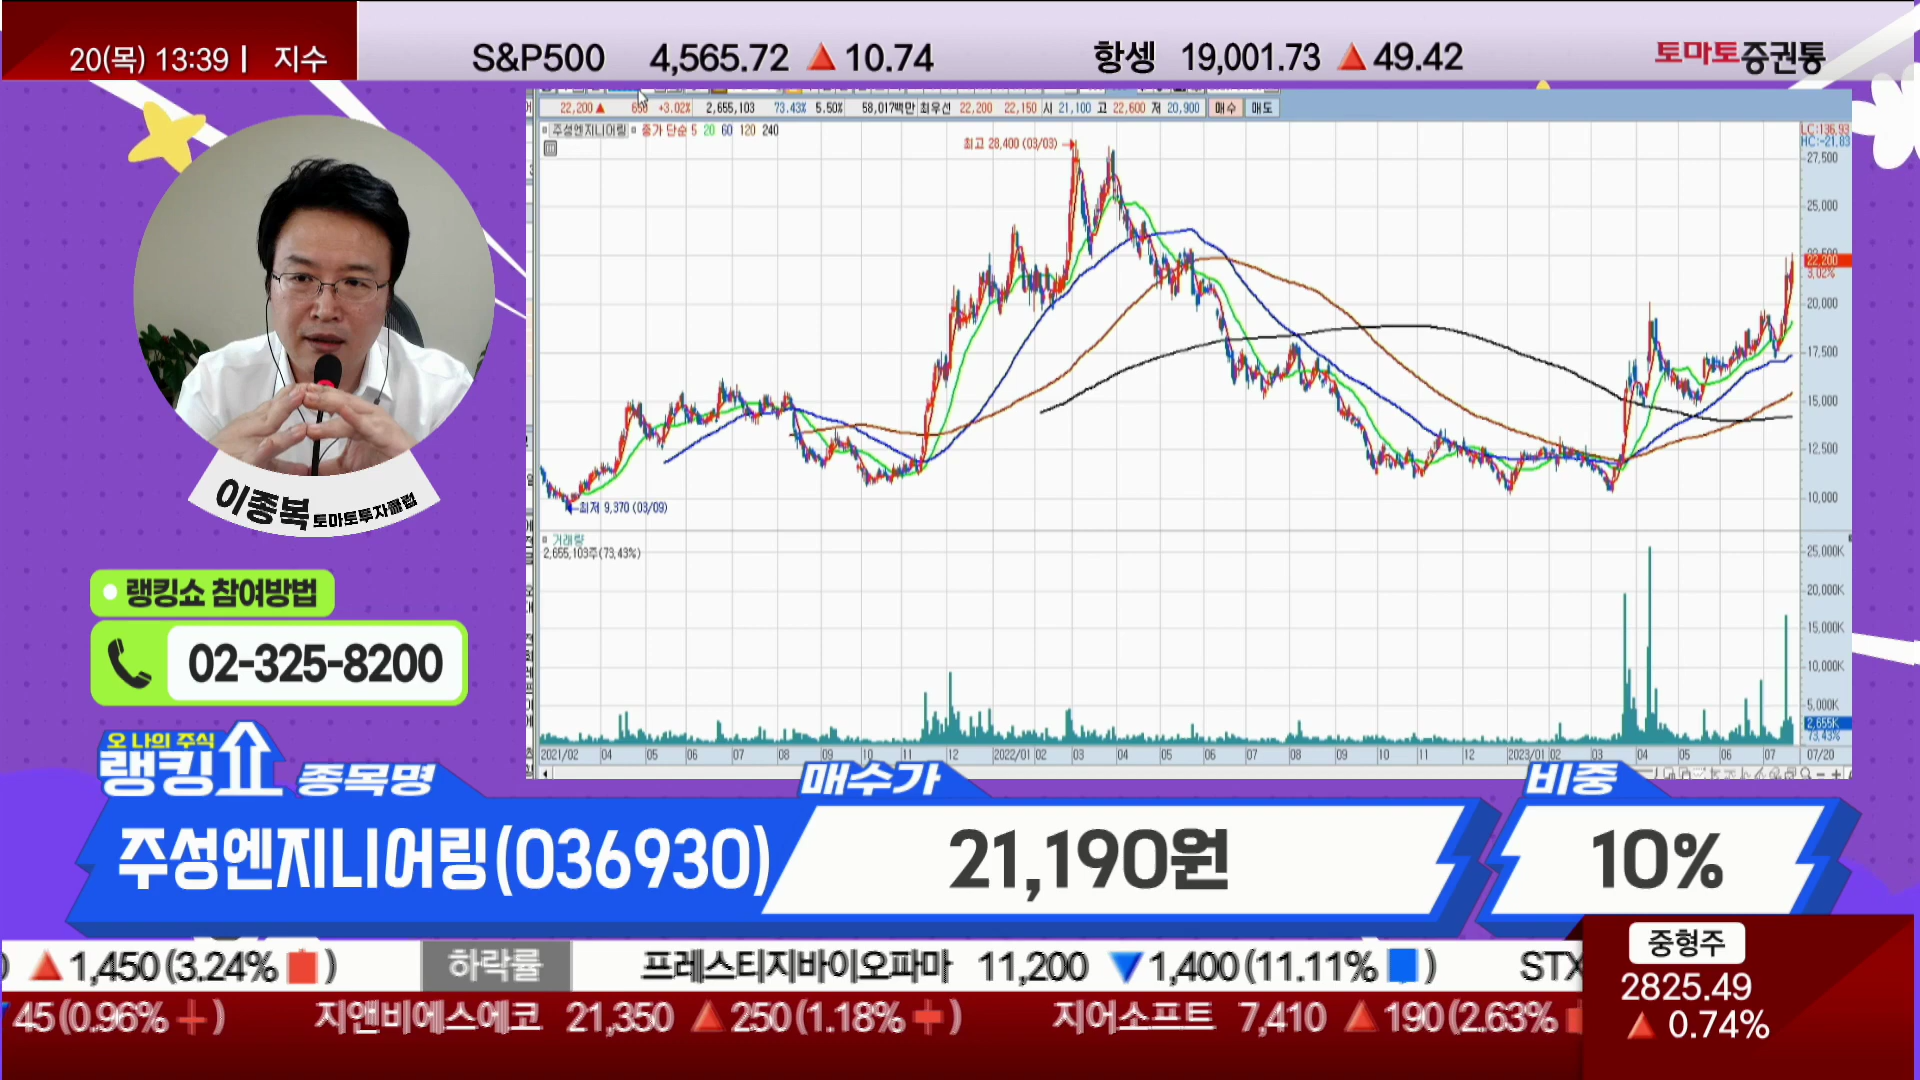 20(목) 13:39 | 지수
S&P500 4,565.72 ▲10.74 항셍 19,001.73 ▲49.42
토마토증권통
22,200▲ 650 +3.02% 2,655,103 73.43% 5.50% 58,017백만 최우선 22,200 22,150 시 21,100 고 22,600 저 20,900 매수 매도
주성엔지니어링 종가 단순 5 20 60 120 240
최고 28,400 (03/03)
LC:136.93
HC:-21.83
27,500
25,000
22,200
3.02%
20,000
17,500
15,000
12,500
10,000
최저 9,370 (03/09)
거래량
2,655,103주(73.43%)
25,000K
20,000K
15,000K
10,000K
5,000K
2,655K
73.43%
2021/02 04 05 06 07 08 09 10 11 12 2022/01 02 03 04 05 06 07 08 09 10 11 12 2023/01 02 03 04 05 06 07 07/20
이종복 토마토투자클럽
랭킹쇼 참여방법
02-325-8200
오 나의 주식
랭킹쇼
종목명 매수가 비중
주성엔지니어링(036930) 21,190원 10%
▲1,450(3.24% ) 하락률 프레스티지바이오파마 11,200 ▼1,400(11.11% ) STX
45(0.96% ) 지앤비에스에코 21,350 ▲250(1.18% ) 지어소프트 7,410 ▲190(2.63%
중형주
2825.49
▲ 0.74%